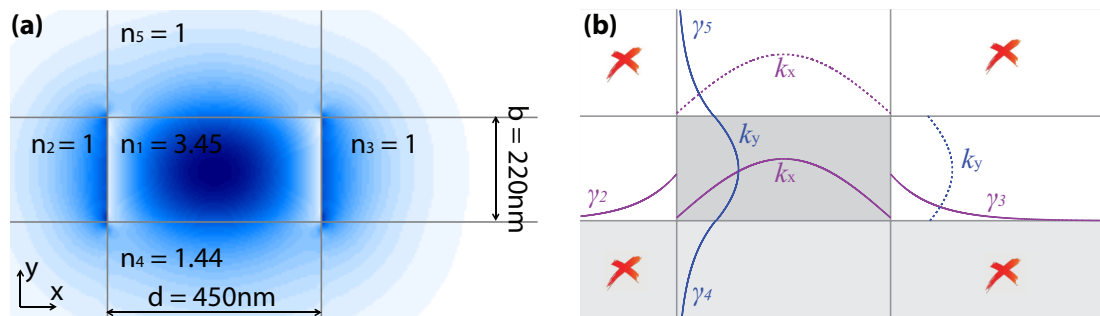 (a)
n₅ = 1
n₂ = 1
n₁ = 3.45
n₃ = 1
b = 220nm
n₄ = 1.44
y
x
d = 450nm
(b)
γ₅
kₓ
k_y
kₓ
k_y
γ₂
γ₃
γ₄